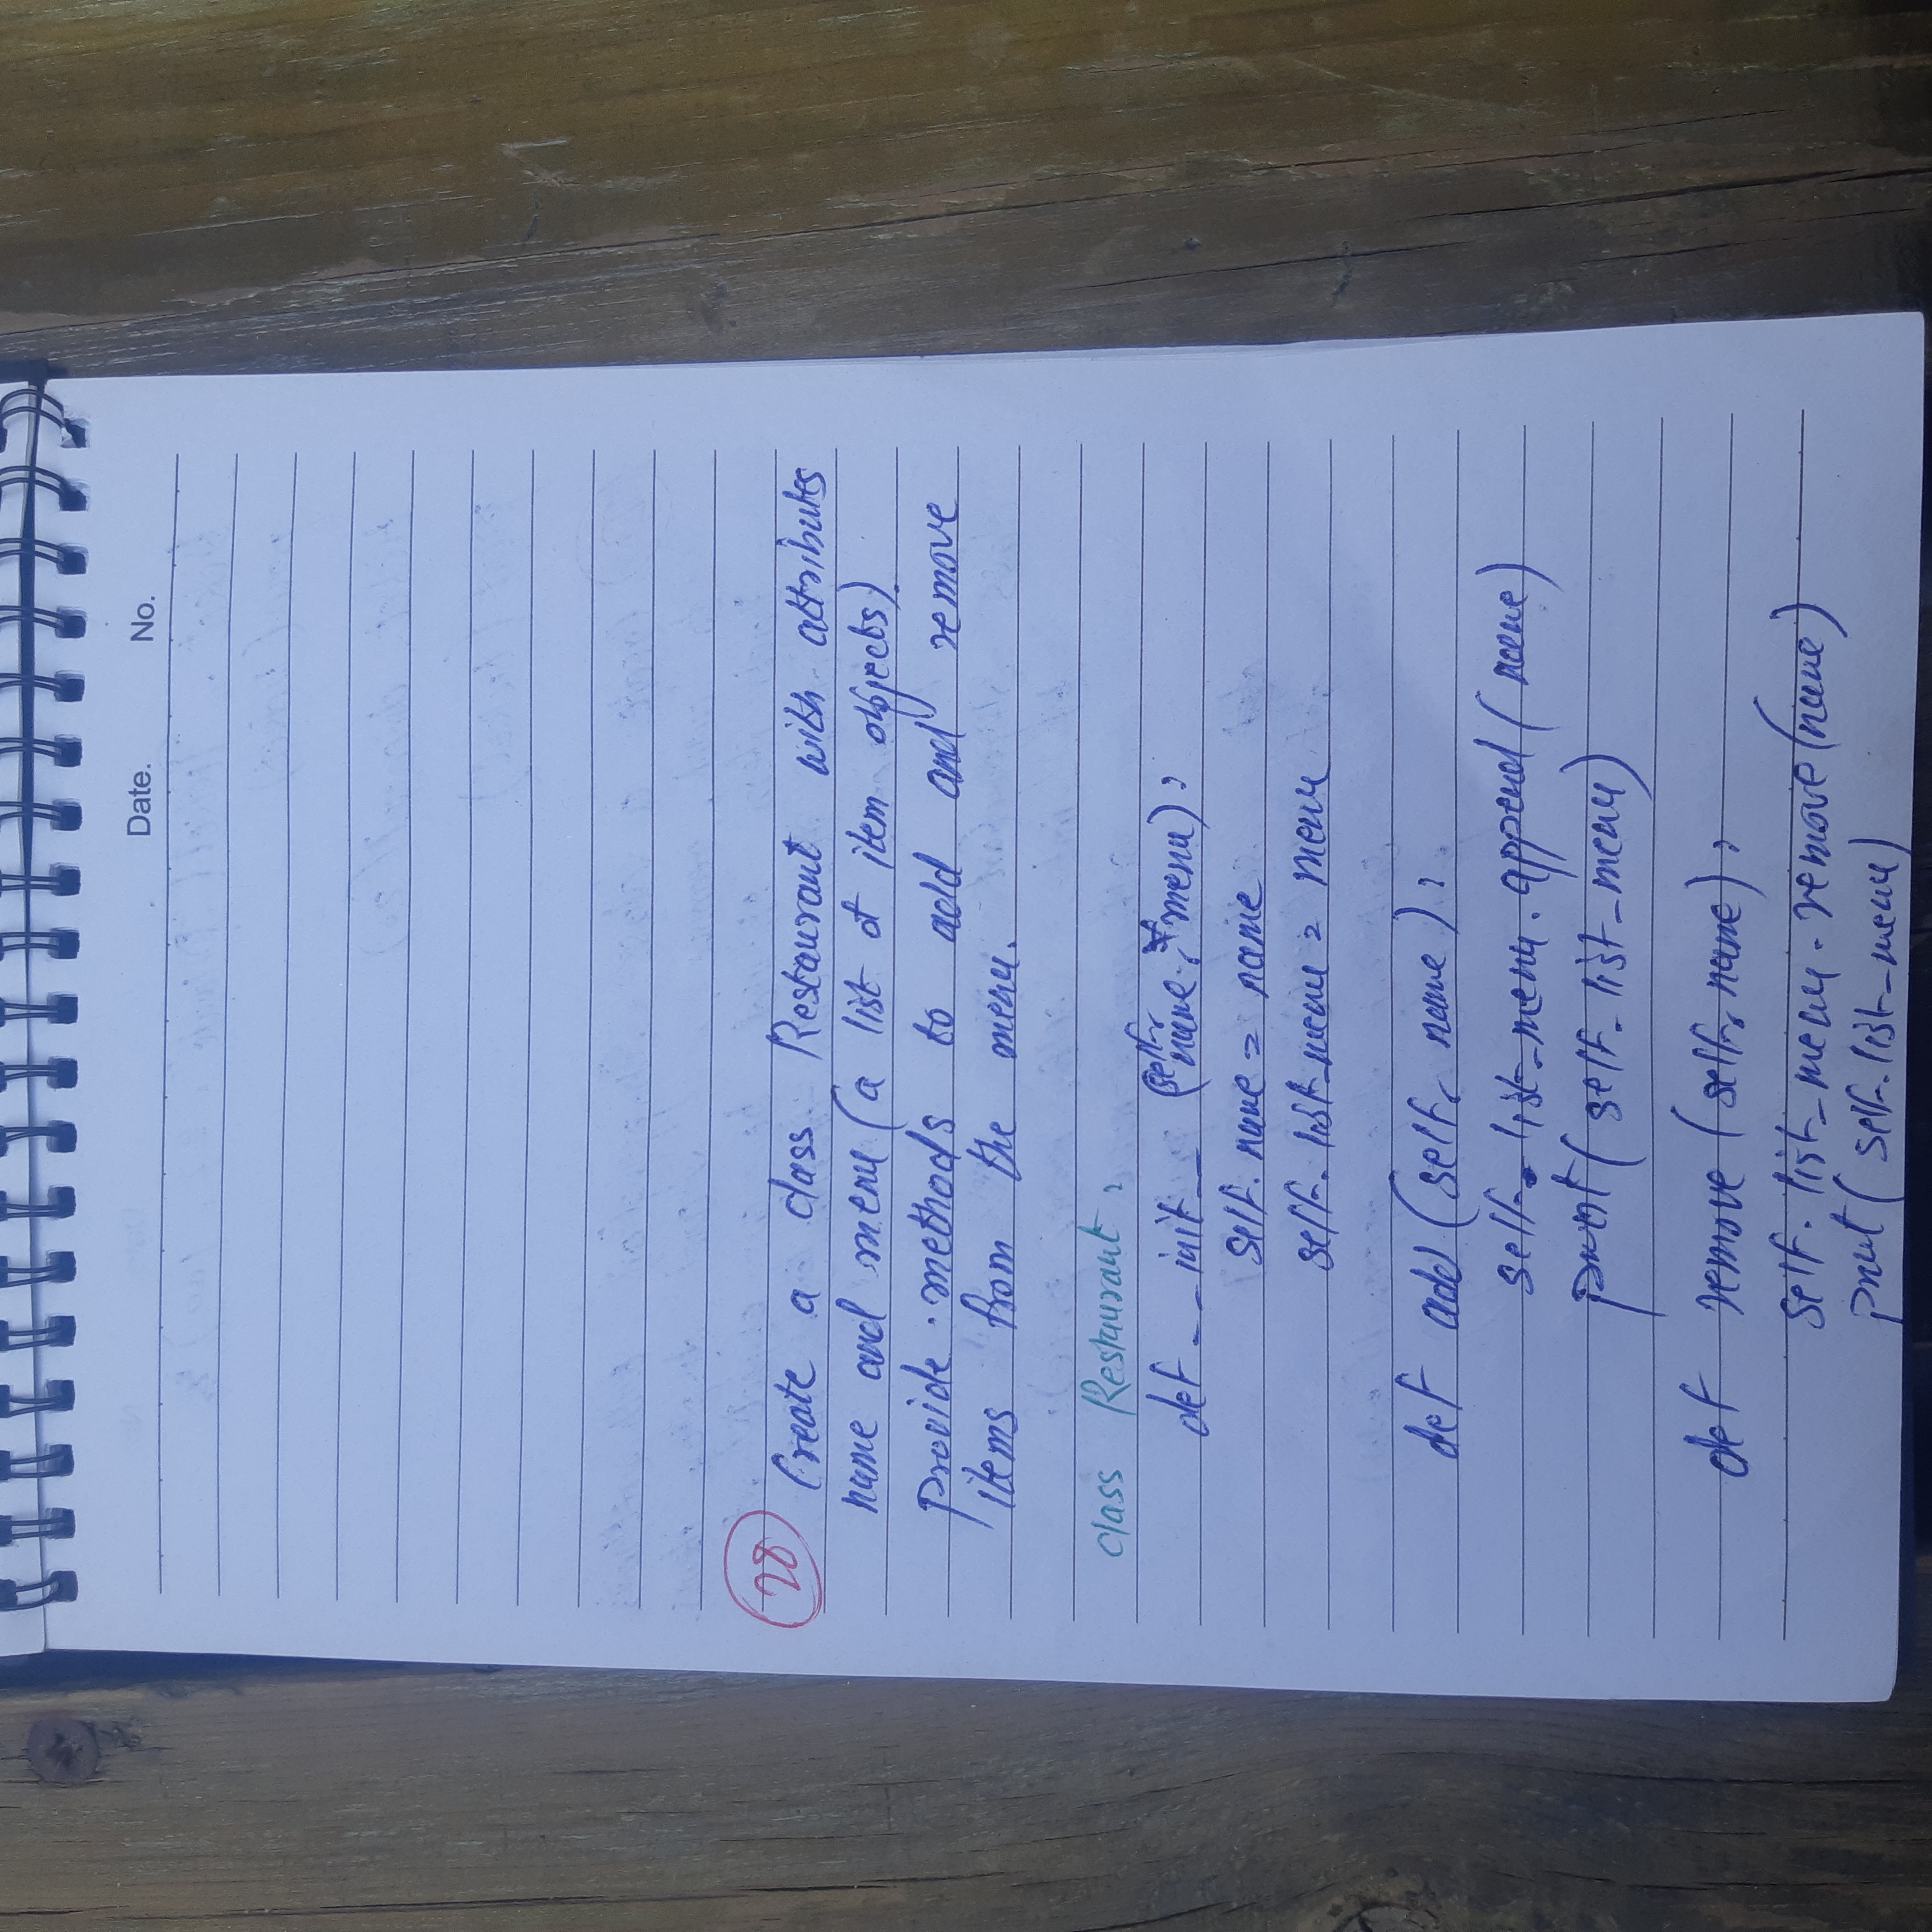 Date. No.
28 Create a class Restaurant with attributes
name and menu (a list of item objects).
Provide methods to add and remove
items from the menu.
class Restaurant:
def __init__ (self, name, *menu):
self.name = name
self.list_menu = menu
def add (self, name):
self.list_menu.append(name)
print(self.list_menu)
def remove (self, name):
self.list_menu.remove(name)
print(self.list_menu)